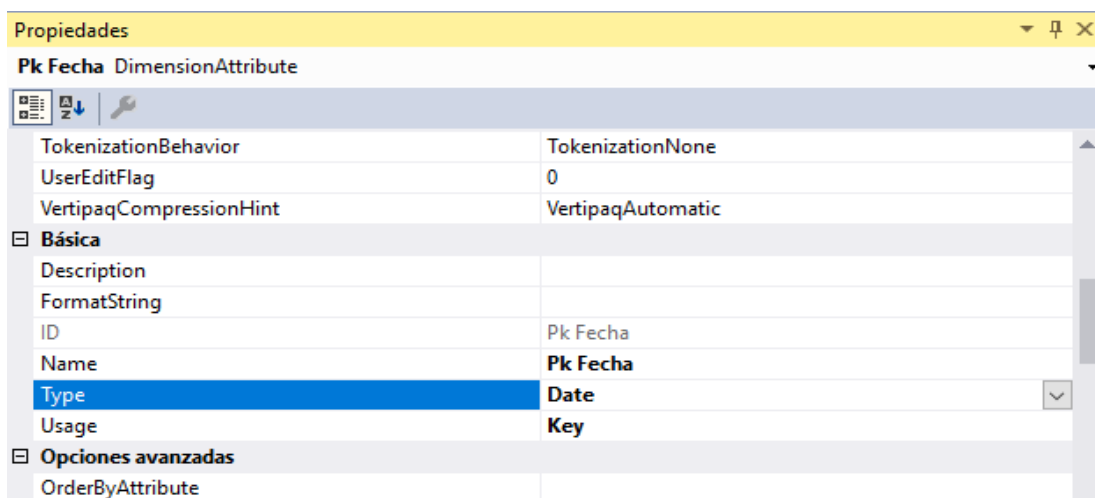 Propiedades
Pk Fecha DimensionAttribute
TokenizationBehavior TokenizationNone
UserEditFlag 0
VertipaqCompressionHint VertipaqAutomatic
Básica
Description
FormatString
ID Pk Fecha
Name Pk Fecha
Type Date
Usage Key
Opciones avanzadas
OrderByAttribute